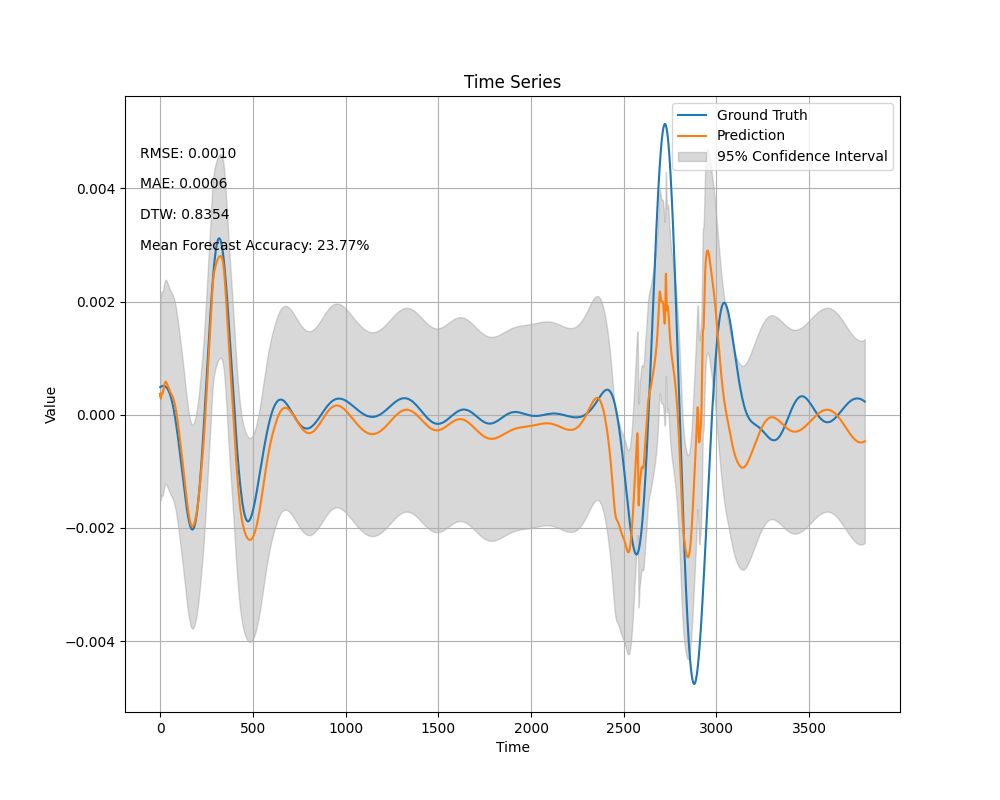 Time Series
Ground Truth
Prediction
95% Confidence Interval
RMSE: 0.0010
MAE: 0.0006
DTW: 0.8354
Mean Forecast Accuracy: 23.77%
0.004
0.002
0.000
−0.002
−0.004
Value
0 500 1000 1500 2000 2500 3000 3500
Time